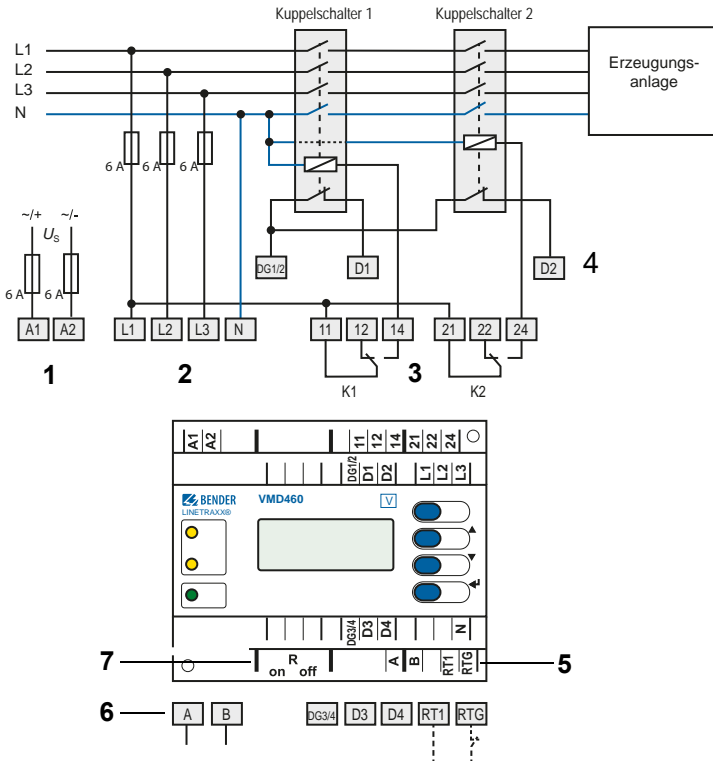 Kuppelschalter 1 Kuppelschalter 2
L1
L2
L3
N
Erzeugungs-
anlage
6 A 6 A 6 A
~/+ ~/-
US
6 A 6 A
DG1/2 D1 D2 4
A1 A2 L1 L2 L3 N 11 12 14 21 22 24
1 2 3
K1 K2
A1 A2 11 12 14 21 22 24
DG1/2 D1 D2 L1 L2 L3
BENDER VMD460 V
LINETRAXX®
DG3/4 D3 D4 N
7 R A B RT1 RTG 5
on off
6 A B DG3/4 D3 D4 RT1 RTG